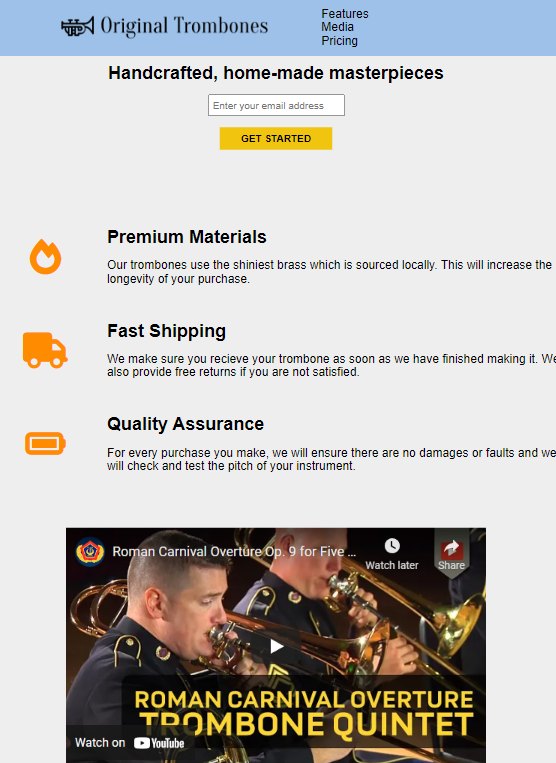 Original Trombones
Features
Media
Pricing
Handcrafted, home-made masterpieces
Enter your email address
GET STARTED
Premium Materials
Our trombones use the shiniest brass which is sourced locally. This will increase the
longevity of your purchase.
Fast Shipping
We make sure you recieve your trombone as soon as we have finished making it. We
also provide free returns if you are not satisfied.
Quality Assurance
For every purchase you make, we will ensure there are no damages or faults and we
will check and test the pitch of your instrument.
Roman Carnival Overture Op. 9 for Five ...
Watch later
Share
ROMAN CARNIVAL OVERTURE
TROMBONE QUINTET
Watch on YouTube